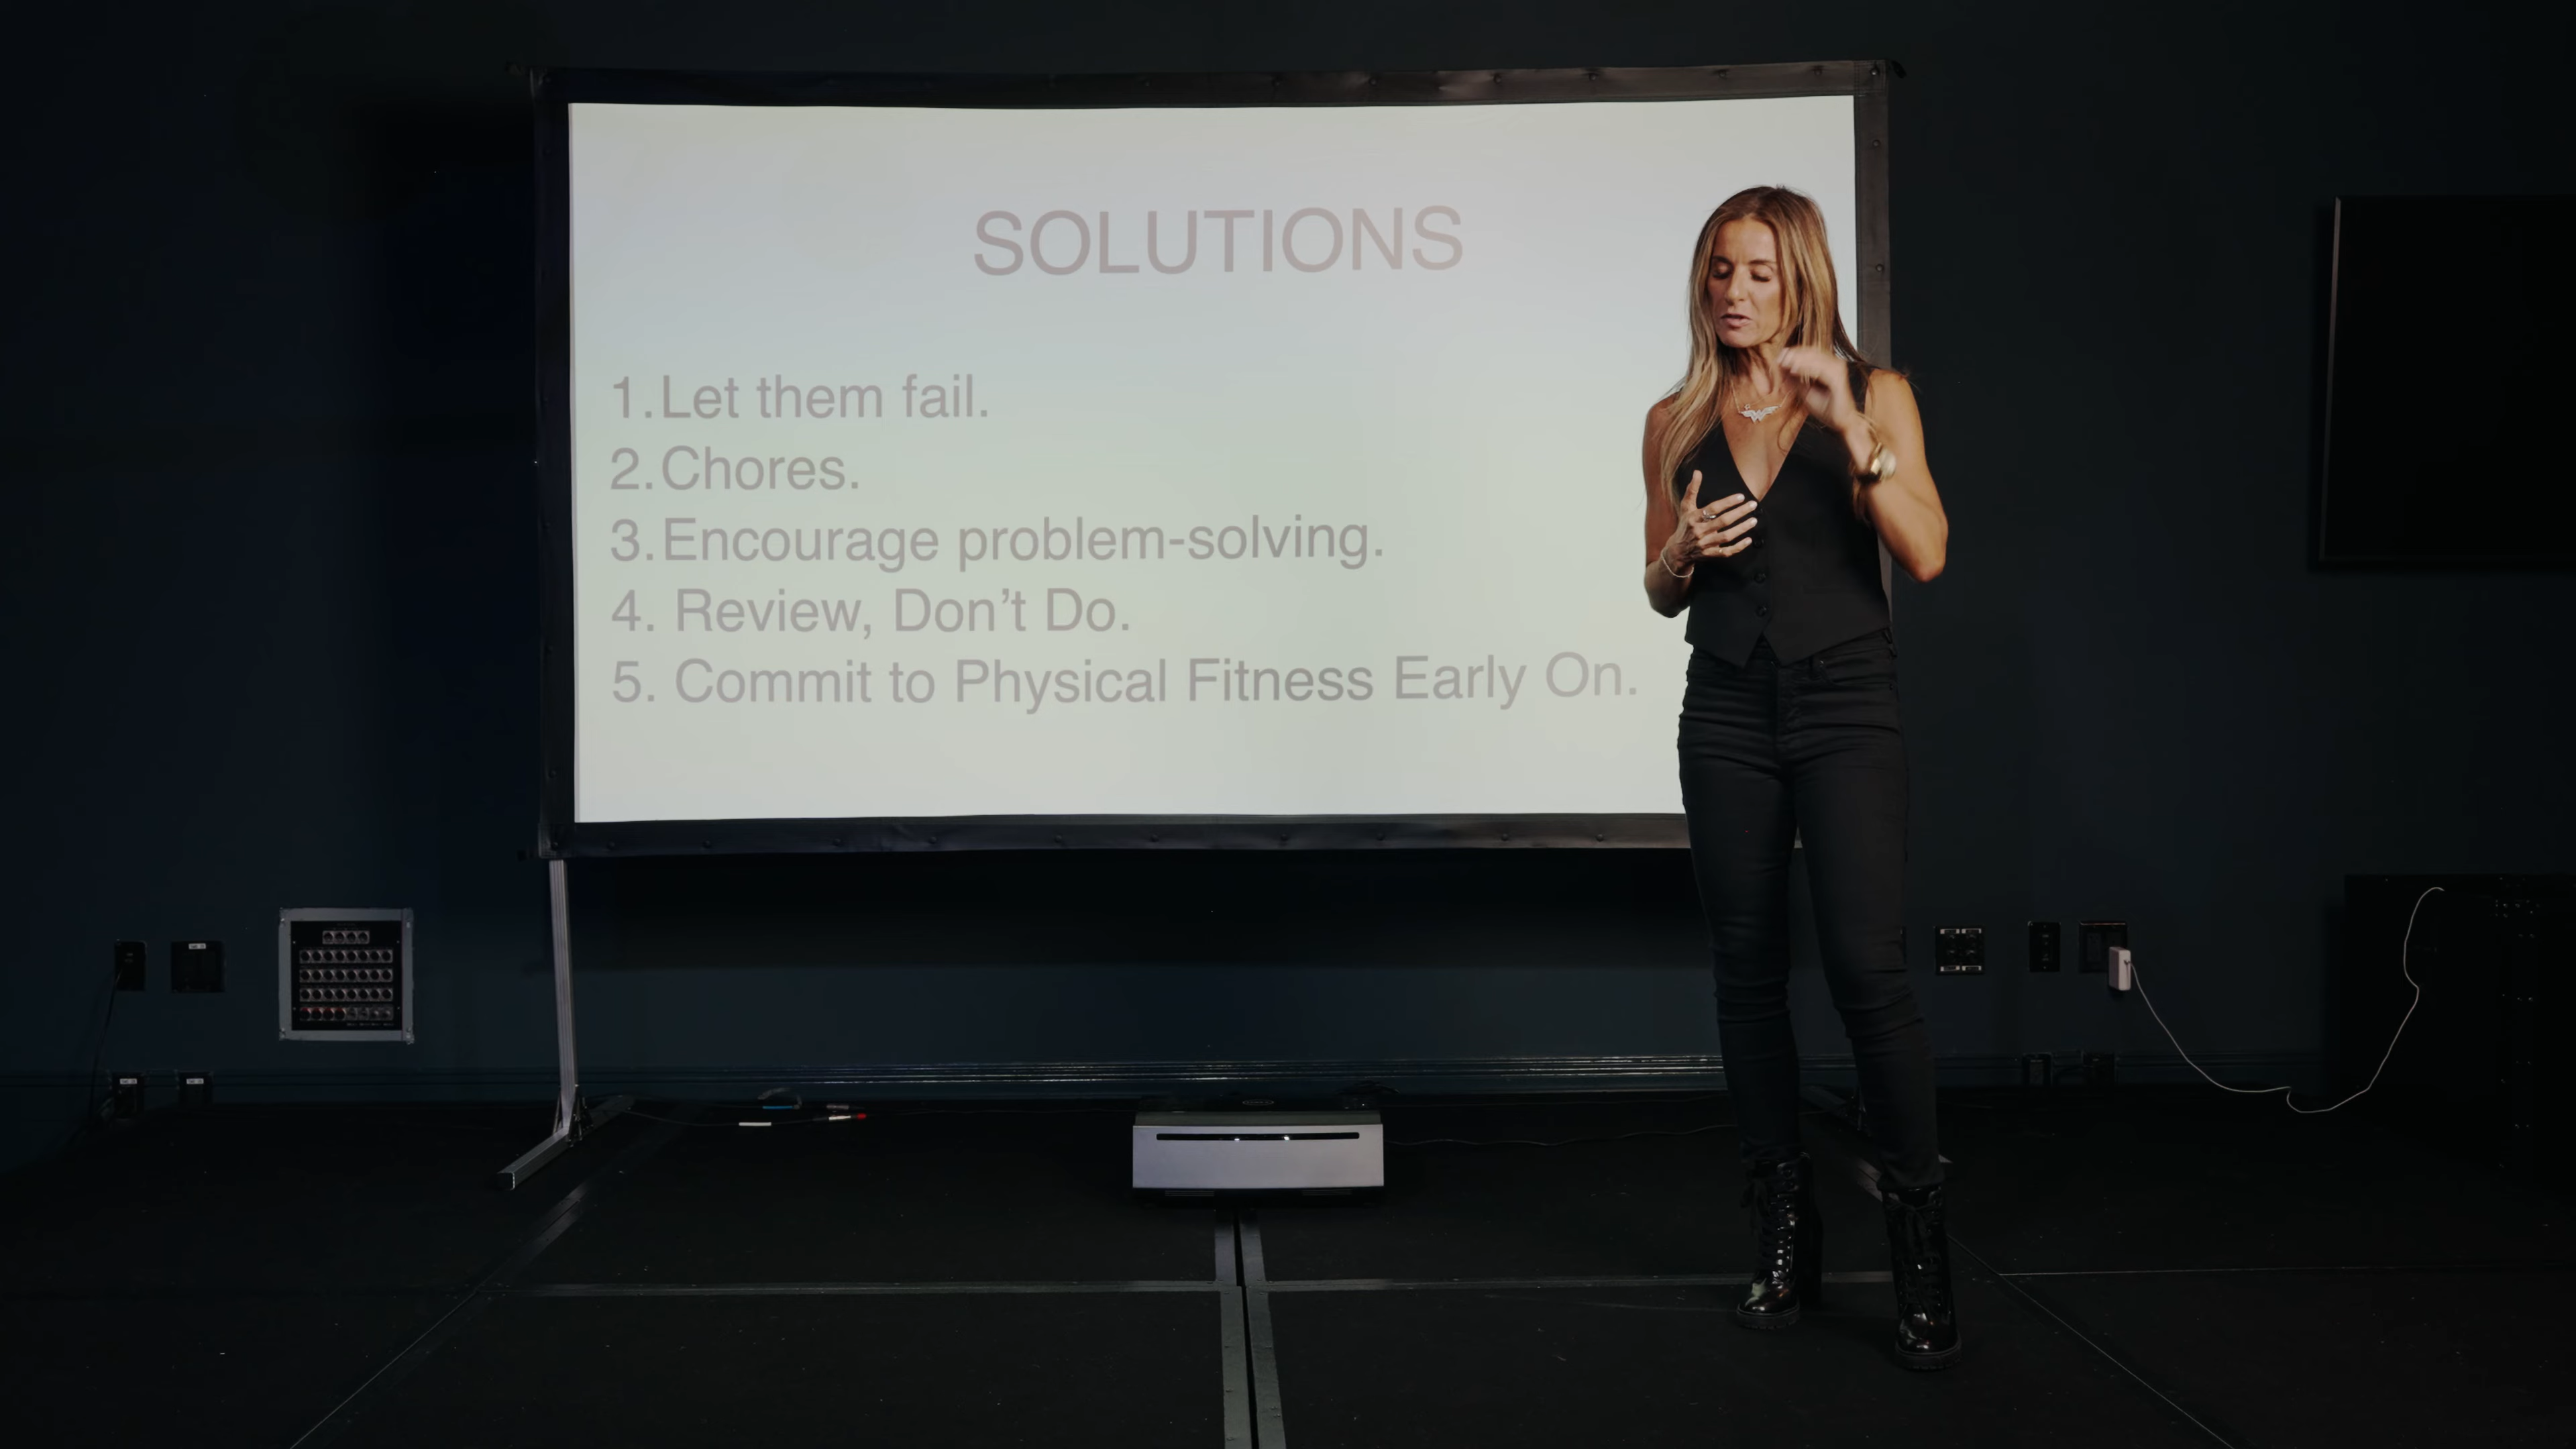 SOLUTIONS
1. Let them fail.
2. Chores.
3. Encourage problem-solving.
4. Review, Don't Do.
5. Commit to Physical Fitness Early On.